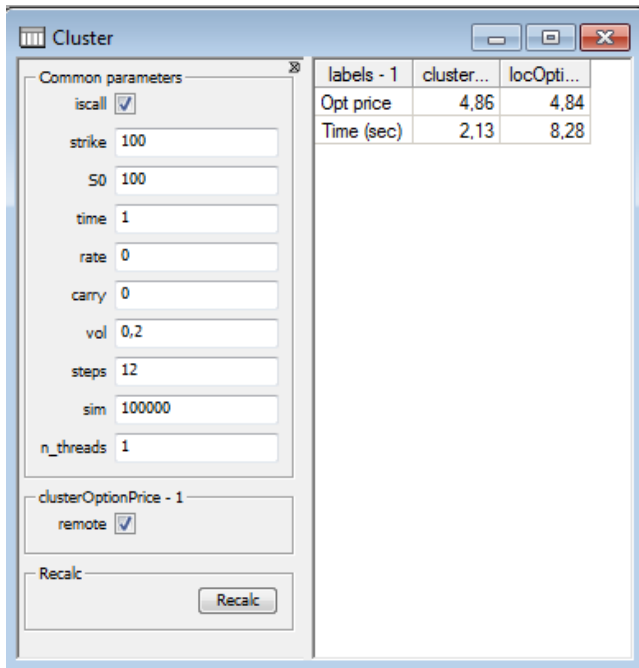 Cluster
Common parameters
iscall
strike 100
S0 100
time 1
rate 0
carry 0
vol 0,2
steps 12
sim 100000
n_threads 1
clusterOptionPrice - 1
remote
Recalc
Recalc
labels - 1 cluster... locOpti...
Opt price 4,86 4,84
Time (sec) 2,13 8,28